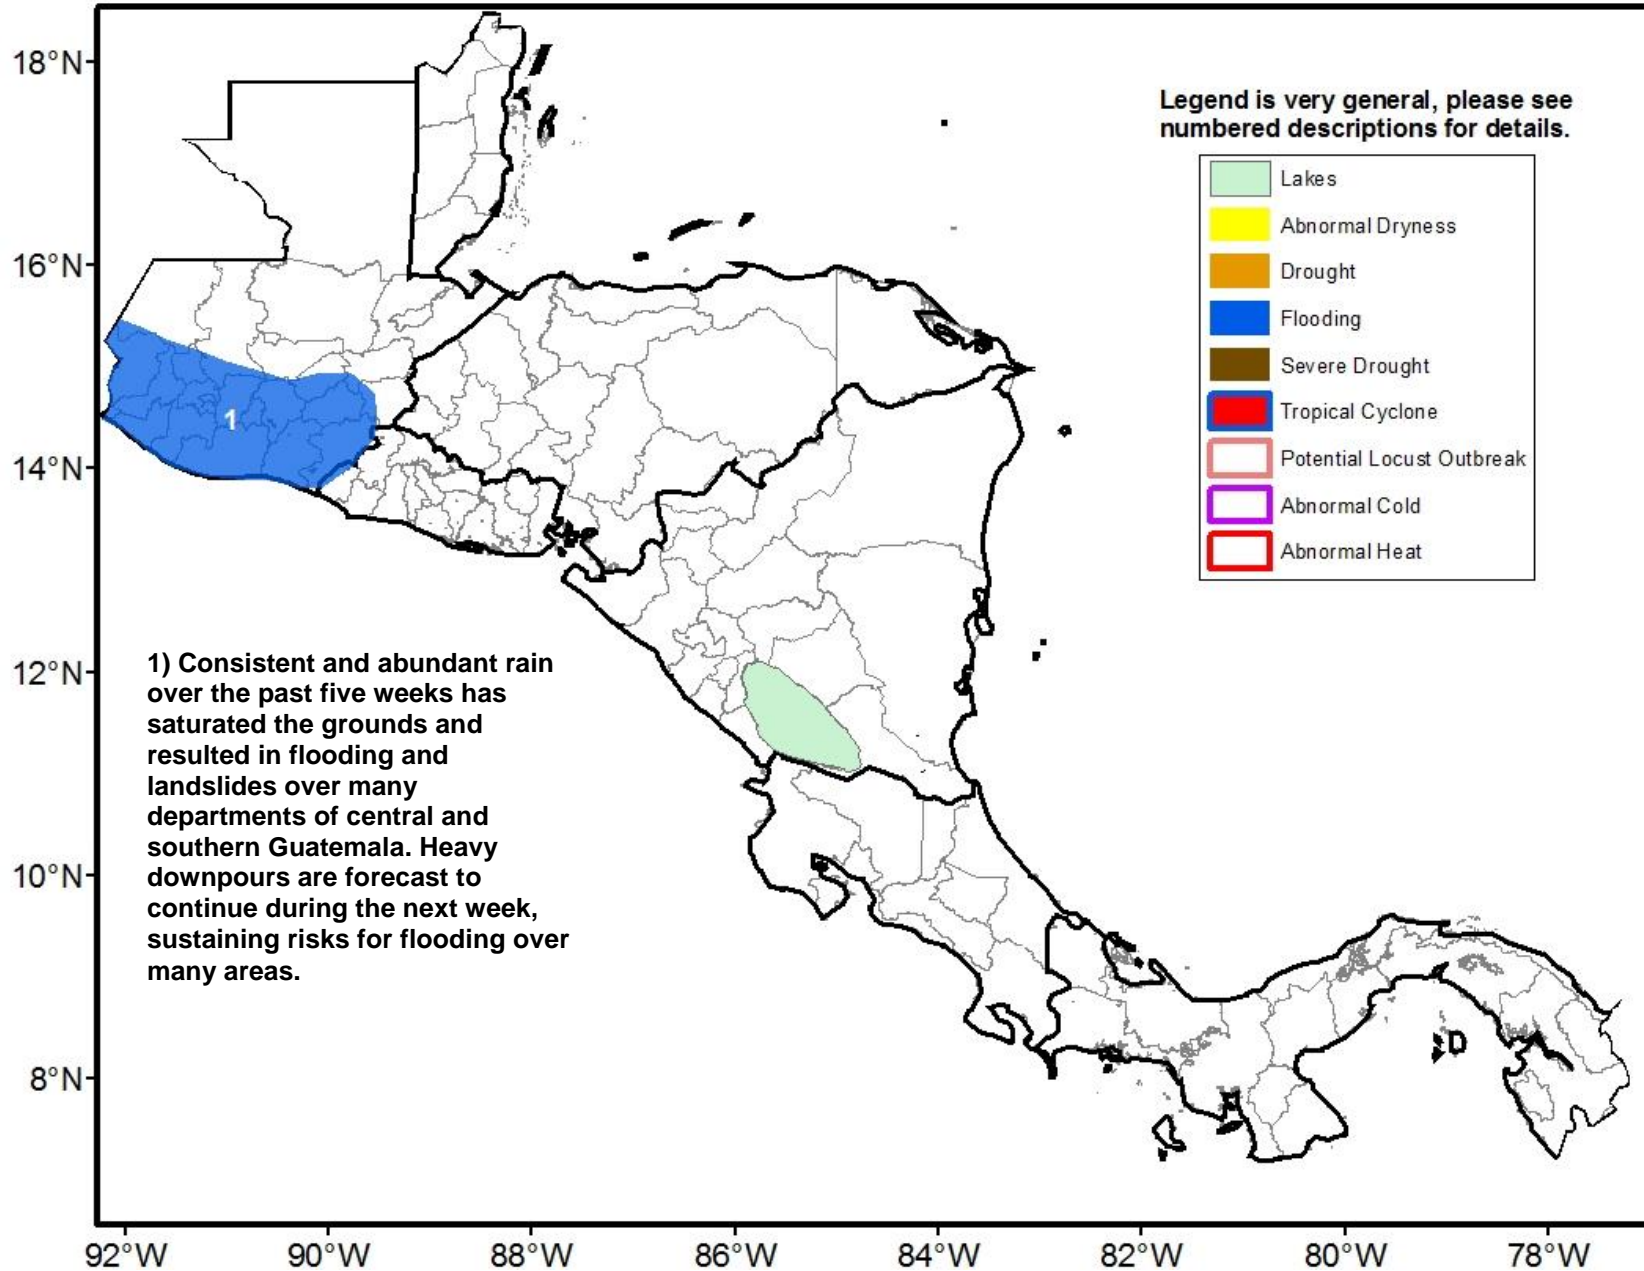 18°N
16°N
14°N
12°N
10°N
8°N
Legend is very general, please see
numbered descriptions for details.
Lakes
Abnormal Dryness
Drought
Flooding
Severe Drought
Tropical Cyclone
Potential Locust Outbreak
Abnormal Cold
Abnormal Heat
1
1) Consistent and abundant rain
over the past five weeks has
saturated the grounds and
resulted in flooding and
landslides over many
departments of central and
southern Guatemala. Heavy
downpours are forecast to
continue during the next week,
sustaining risks for flooding over
many areas.
92°W 90°W 88°W 86°W 84°W 82°W 80°W 78°W